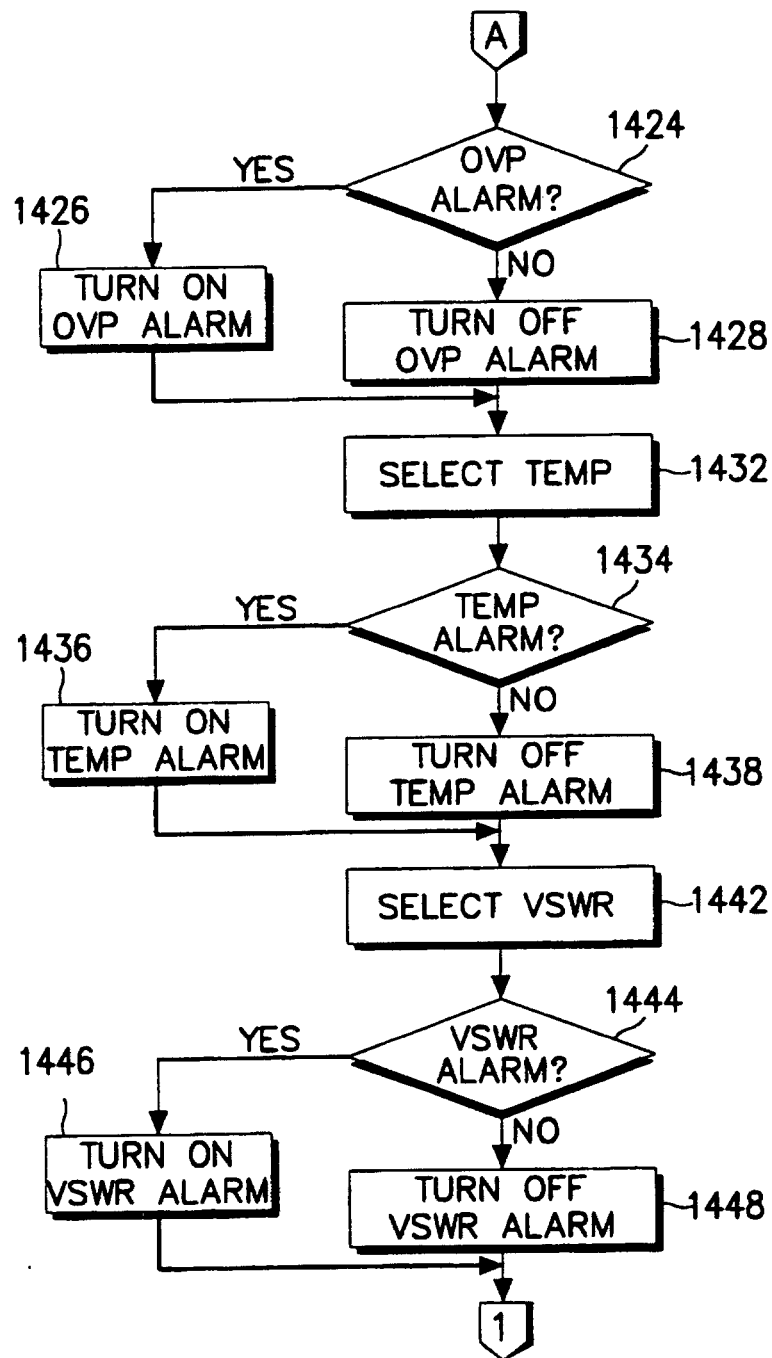 A
1424
OVP
ALARM?
YES
1426
NO
TURN ON
OVP ALARM
TURN OFF
OVP ALARM
1428
SELECT TEMP
1432
1434
TEMP
ALARM?
YES
1436
NO
TURN ON
TEMP ALARM
TURN OFF
TEMP ALARM
1438
SELECT VSWR
1442
1444
VSWR
ALARM?
YES
1446
NO
TURN ON
VSWR ALARM
TURN OFF
VSWR ALARM
1448
1